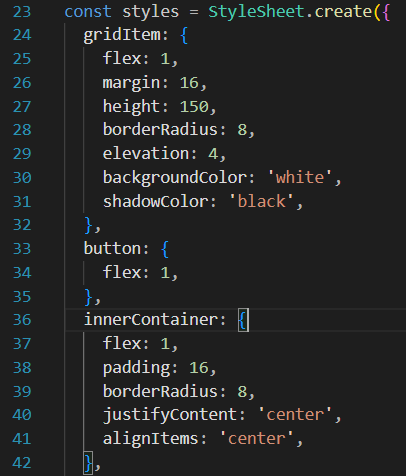 23 const styles = StyleSheet.create({
24 gridItem: {
25 flex: 1,
26 margin: 16,
27 height: 150,
28 borderRadius: 8,
29 elevation: 4,
30 backgroundColor: 'white',
31 shadowColor: 'black',
32 },
33 button: {
34 flex: 1,
35 },
36 innerContainer: {
37 flex: 1,
38 padding: 16,
39 borderRadius: 8,
40 justifyContent: 'center',
41 alignItems: 'center',
42 },